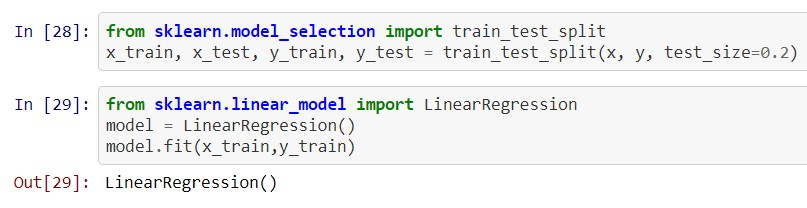 In [28]: from sklearn.model_selection import train_test_split
x_train, x_test, y_train, y_test = train_test_split(x, y, test_size=0.2)
In [29]: from sklearn.linear_model import LinearRegression
model = LinearRegression()
model.fit(x_train,y_train)
Out[29]: LinearRegression()